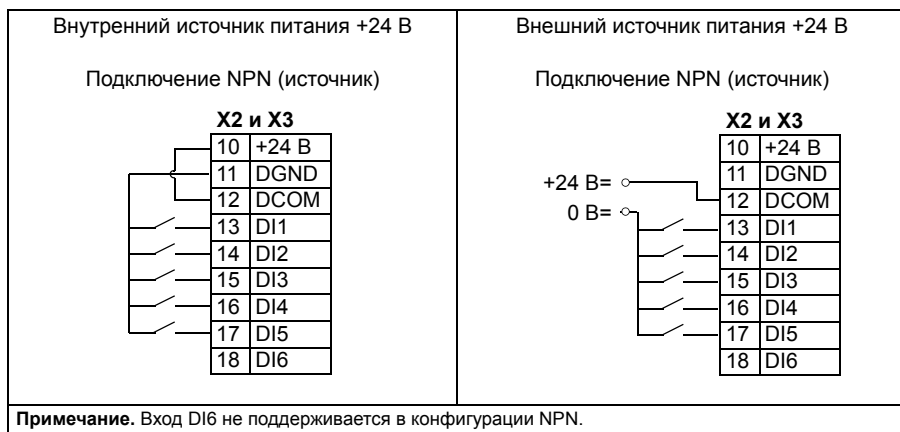 Внутренний источник питания +24 В
Подключение NPN (источник)
X2 и X3
10 +24 В
11 DGND
12 DCOM
13 DI1
14 DI2
15 DI3
16 DI4
17 DI5
18 DI6
Внешний источник питания +24 В
Подключение NPN (источник)
X2 и X3
+24 В=
0 В=
10 +24 В
11 DGND
12 DCOM
13 DI1
14 DI2
15 DI3
16 DI4
17 DI5
18 DI6
Примечание. Вход DI6 не поддерживается в конфигурации NPN.